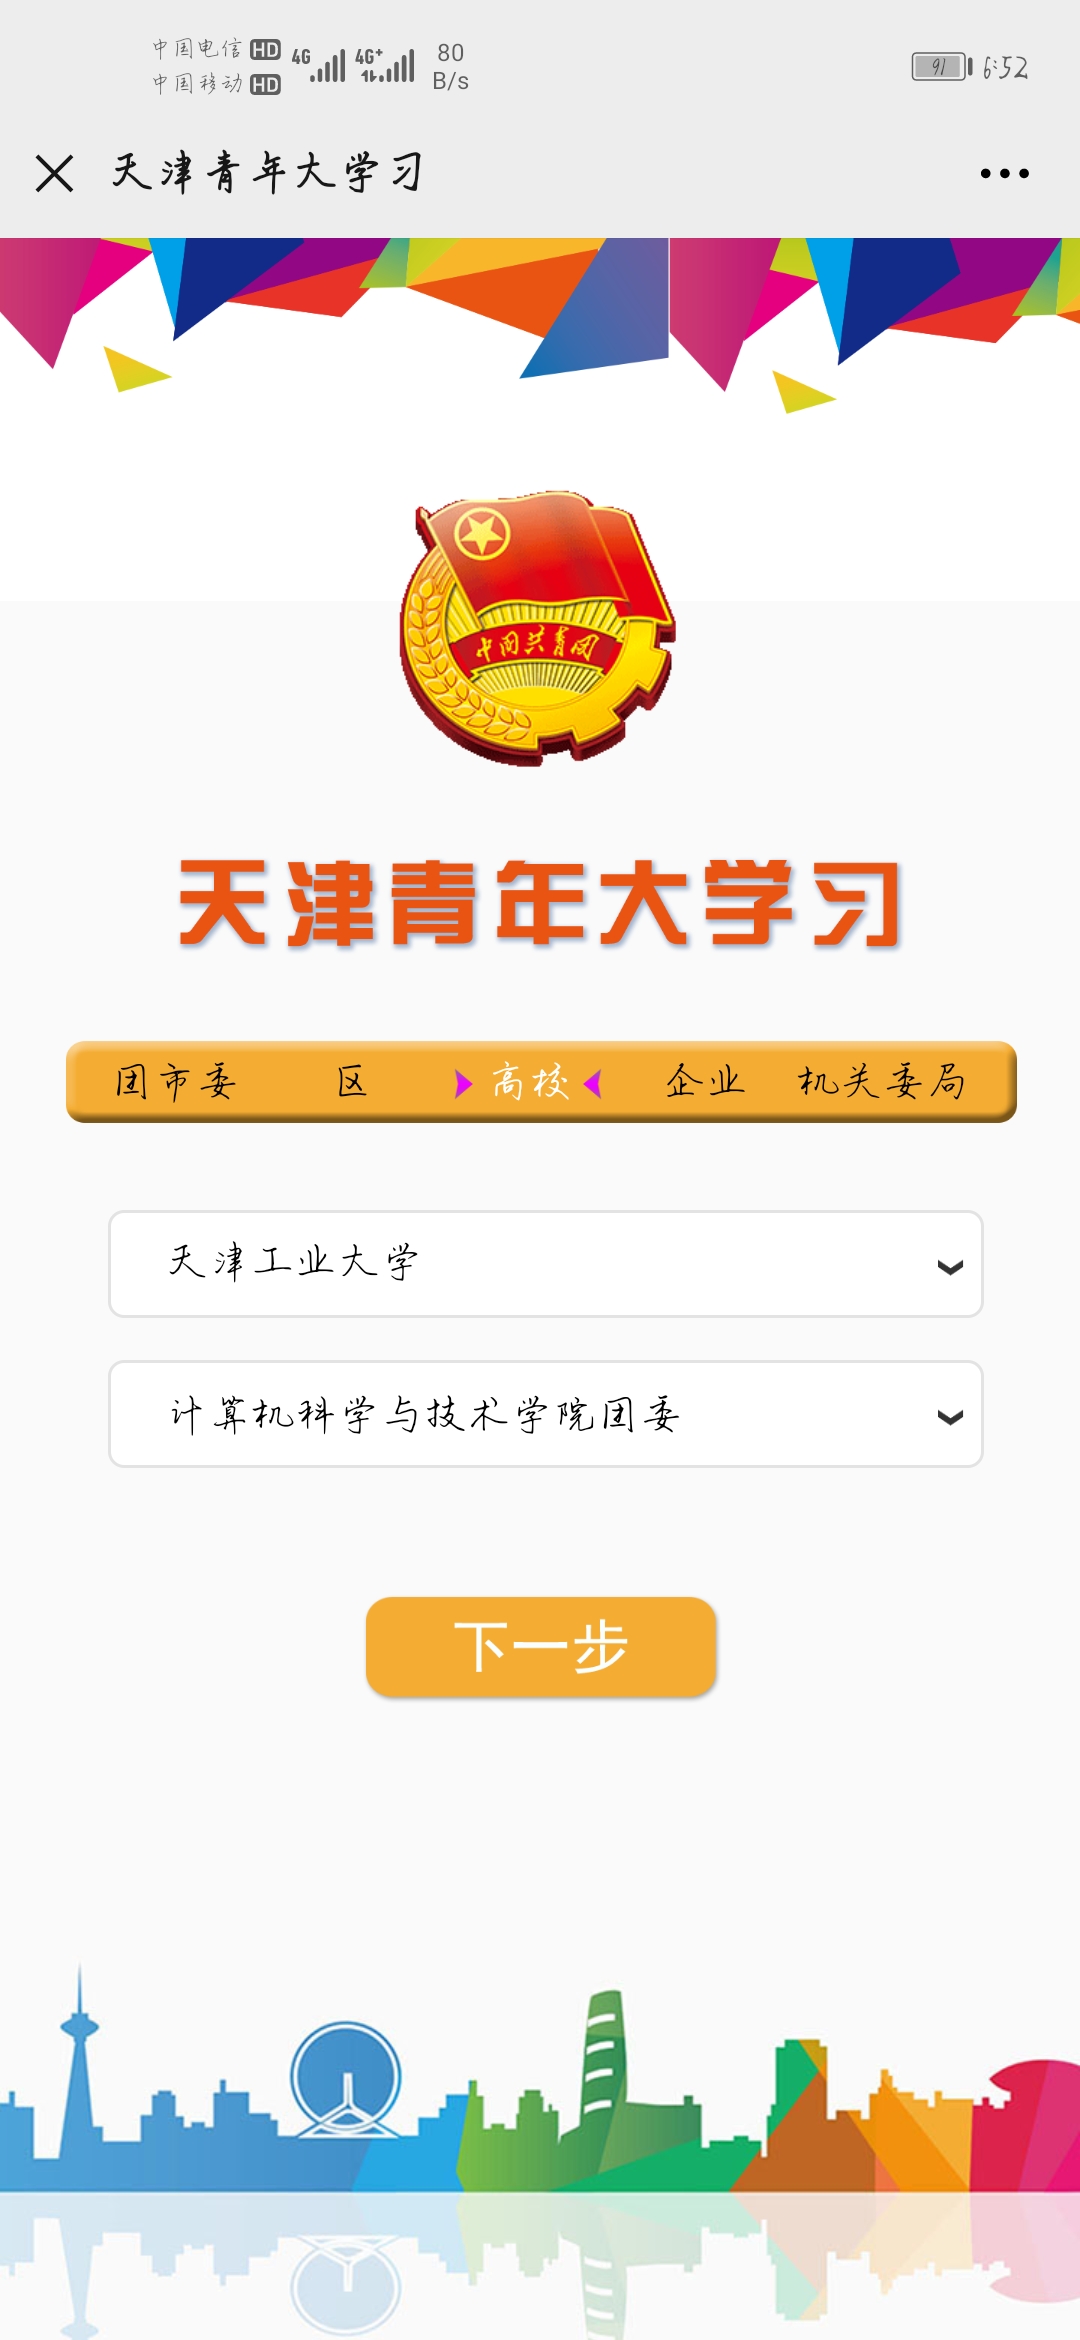 中国电信 HD 4G 4G+ 80
中国移动 HD B/s 91 6:52
天津青年大学习
中国共青团
天津青年大学习
团市委 区 高校 企业 机关委局
天津工业大学
计算机科学与技术学院团委
下一步